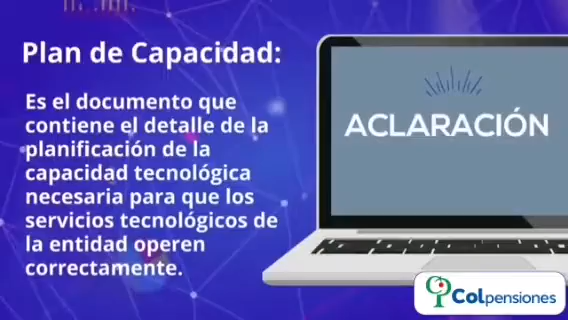 Plan de Capacidad:
Es el documento que
contiene el detalle de la
planificación de la
capacidad tecnológica
necesaria para que los
servicios tecnológicos de
la entidad operen
correctamente.
ACLARACIÓN
Colpensiones